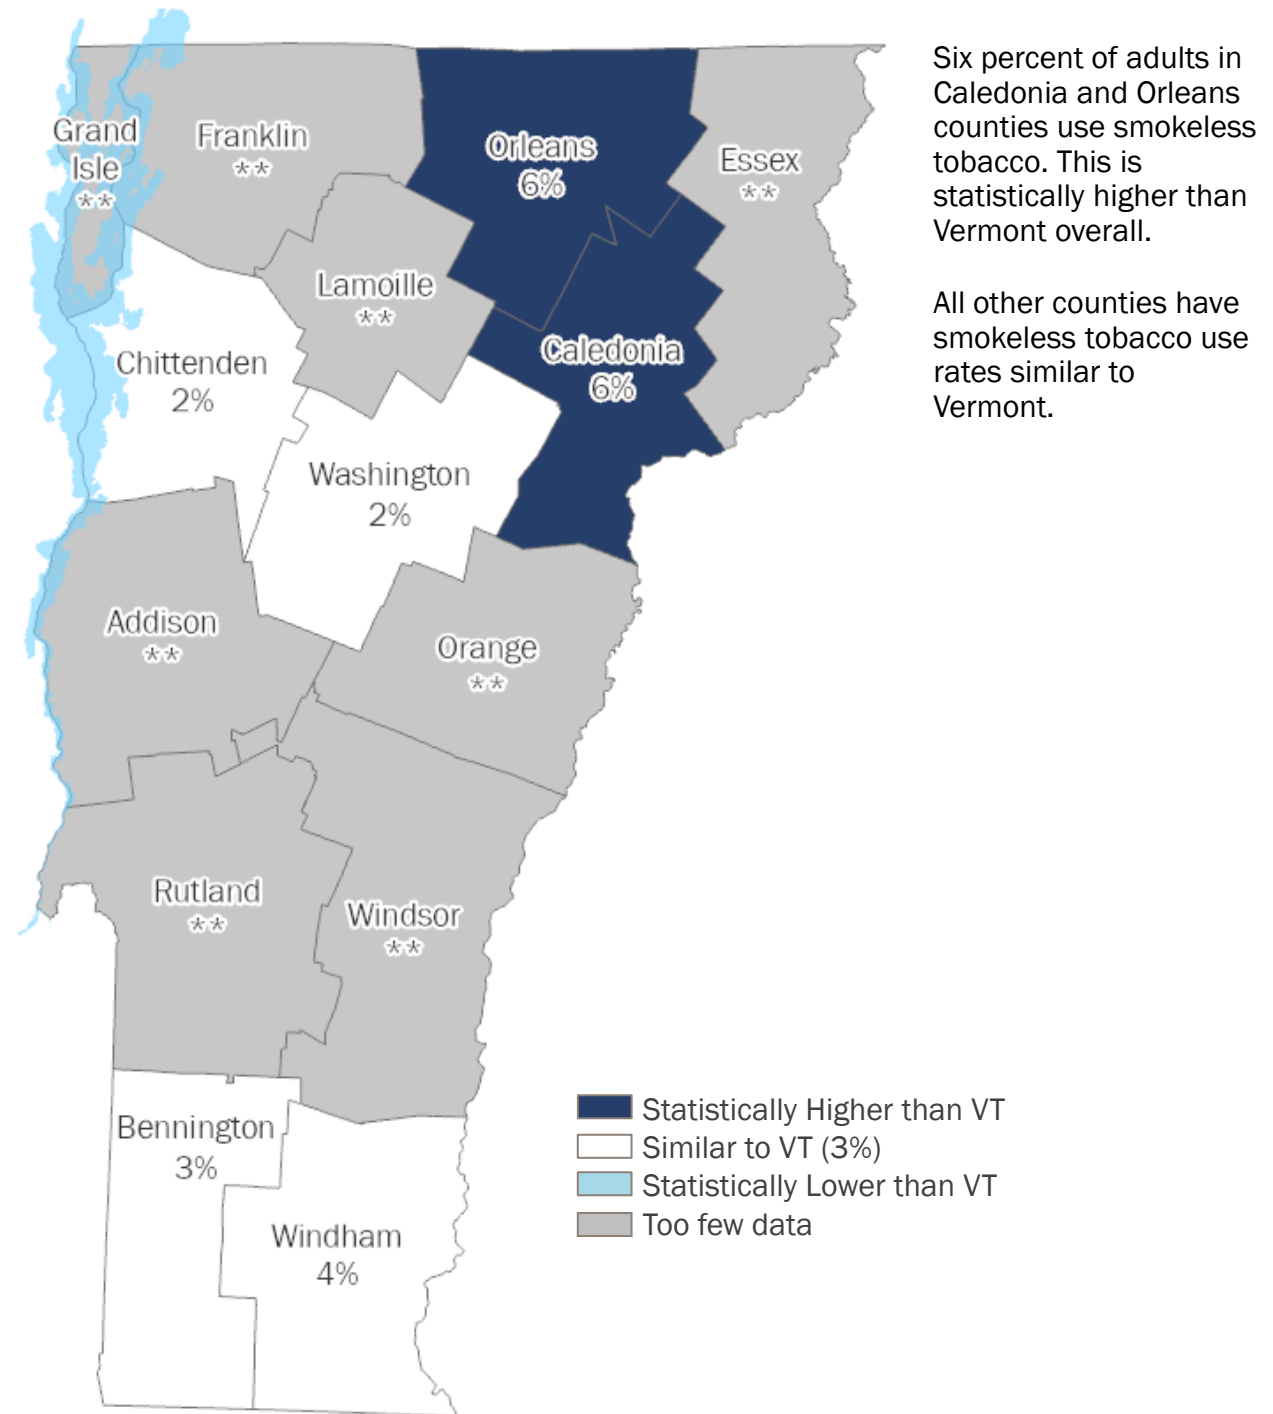 Six percent of adults in
Caledonia and Orleans
counties use smokeless
tobacco. This is
statistically higher than
Vermont overall.
All other counties have
smokeless tobacco use
rates similar to
Vermont.
Grand
Isle
**
Franklin
**
Orleans
6%
Essex
**
Lamoille
**
Chittenden
2%
Caledonia
6%
Washington
2%
Addison
**
Orange
**
Rutland
**
Windsor
**
Bennington
3%
Windham
4%
Statistically Higher than VT
Similar to VT (3%)
Statistically Lower than VT
Too few data